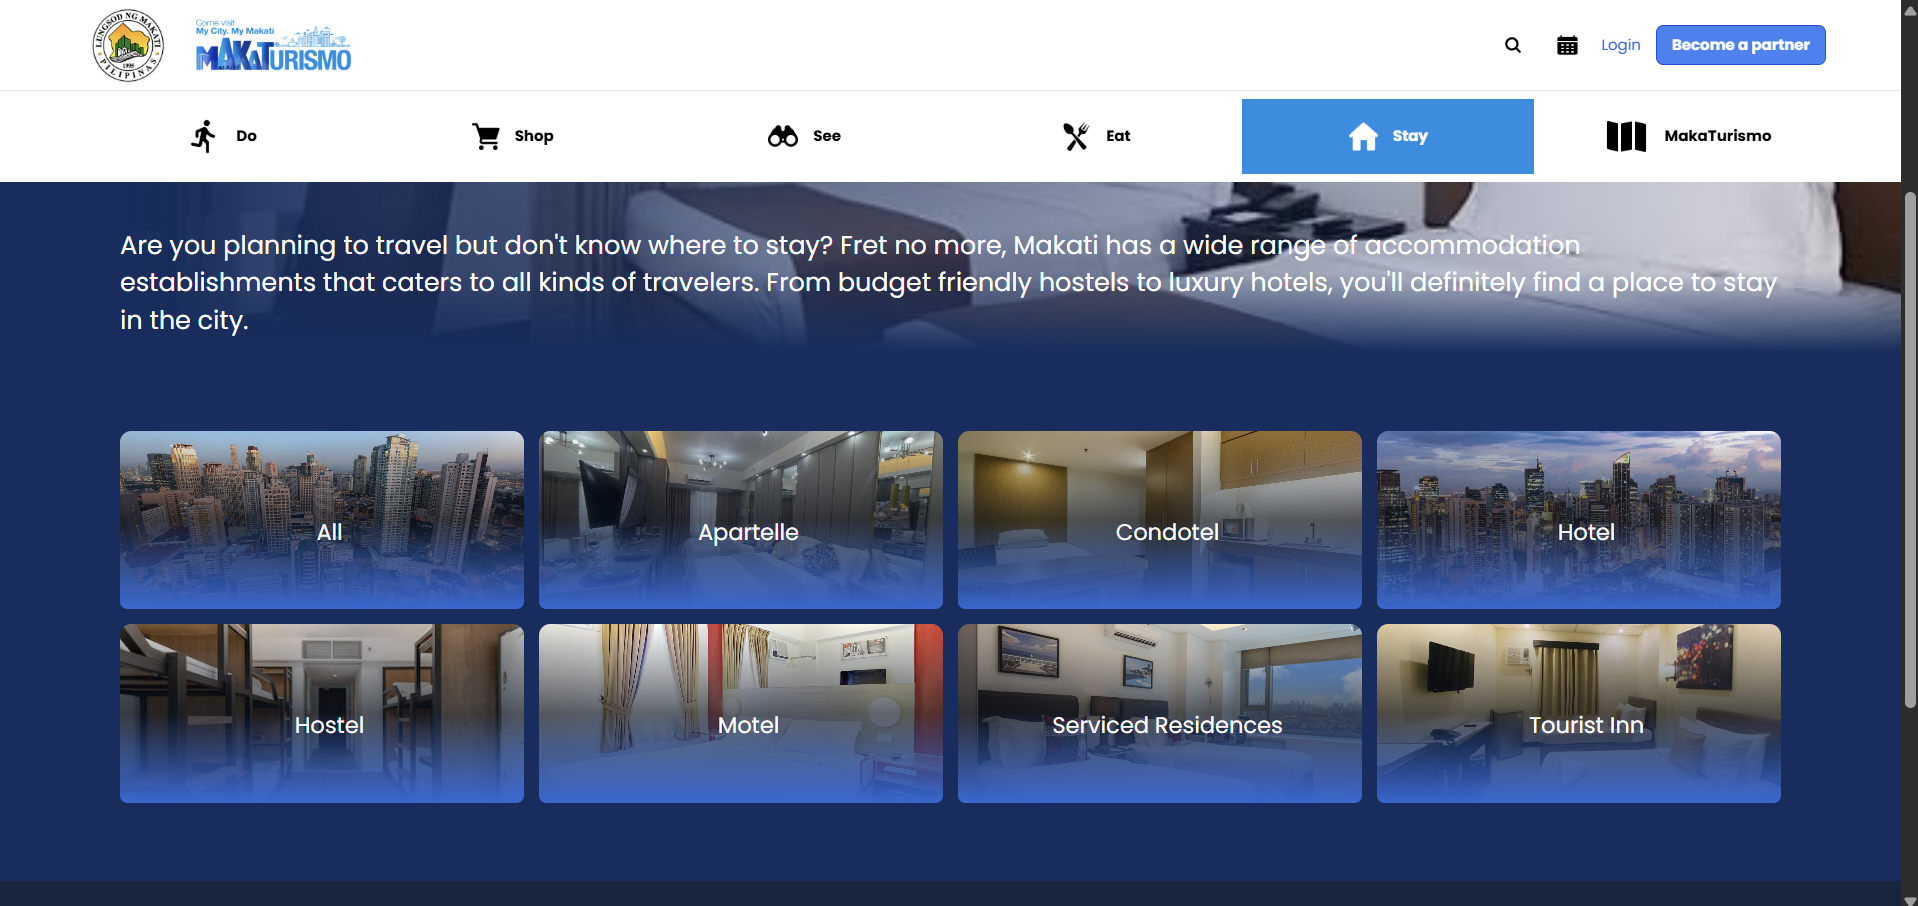 LUNGSOD NG MAKATI
1995
PILIPINAS
Come visit
My City. My Makati
MAKATURISMO
Login
Become a partner
Do
Shop
See
Eat
Stay
MakaTurismo
Are you planning to travel but don't know where to stay? Fret no more, Makati has a wide range of accommodation
establishments that caters to all kinds of travelers. From budget friendly hostels to luxury hotels, you'll definitely find a place to stay
in the city.
All
Apartelle
Condotel
Hotel
Hostel
Motel
Serviced Residences
Tourist Inn